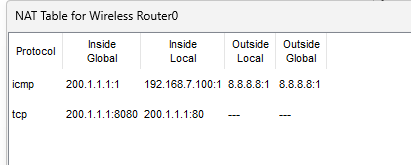 NAT Table for Wireless Router0
Protocol Inside Global Inside Local Outside Local Outside Global
icmp 200.1.1.1:1 192.168.7.100:1 8.8.8.8:1 8.8.8.8:1
tcp 200.1.1.1:8080 200.1.1.1:80 --- ---